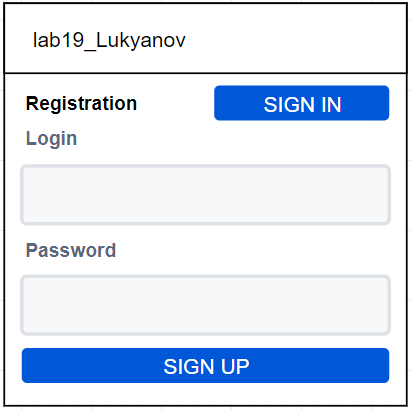 lab19_Lukyanov
Registration
SIGN IN
Login
Password
SIGN UP